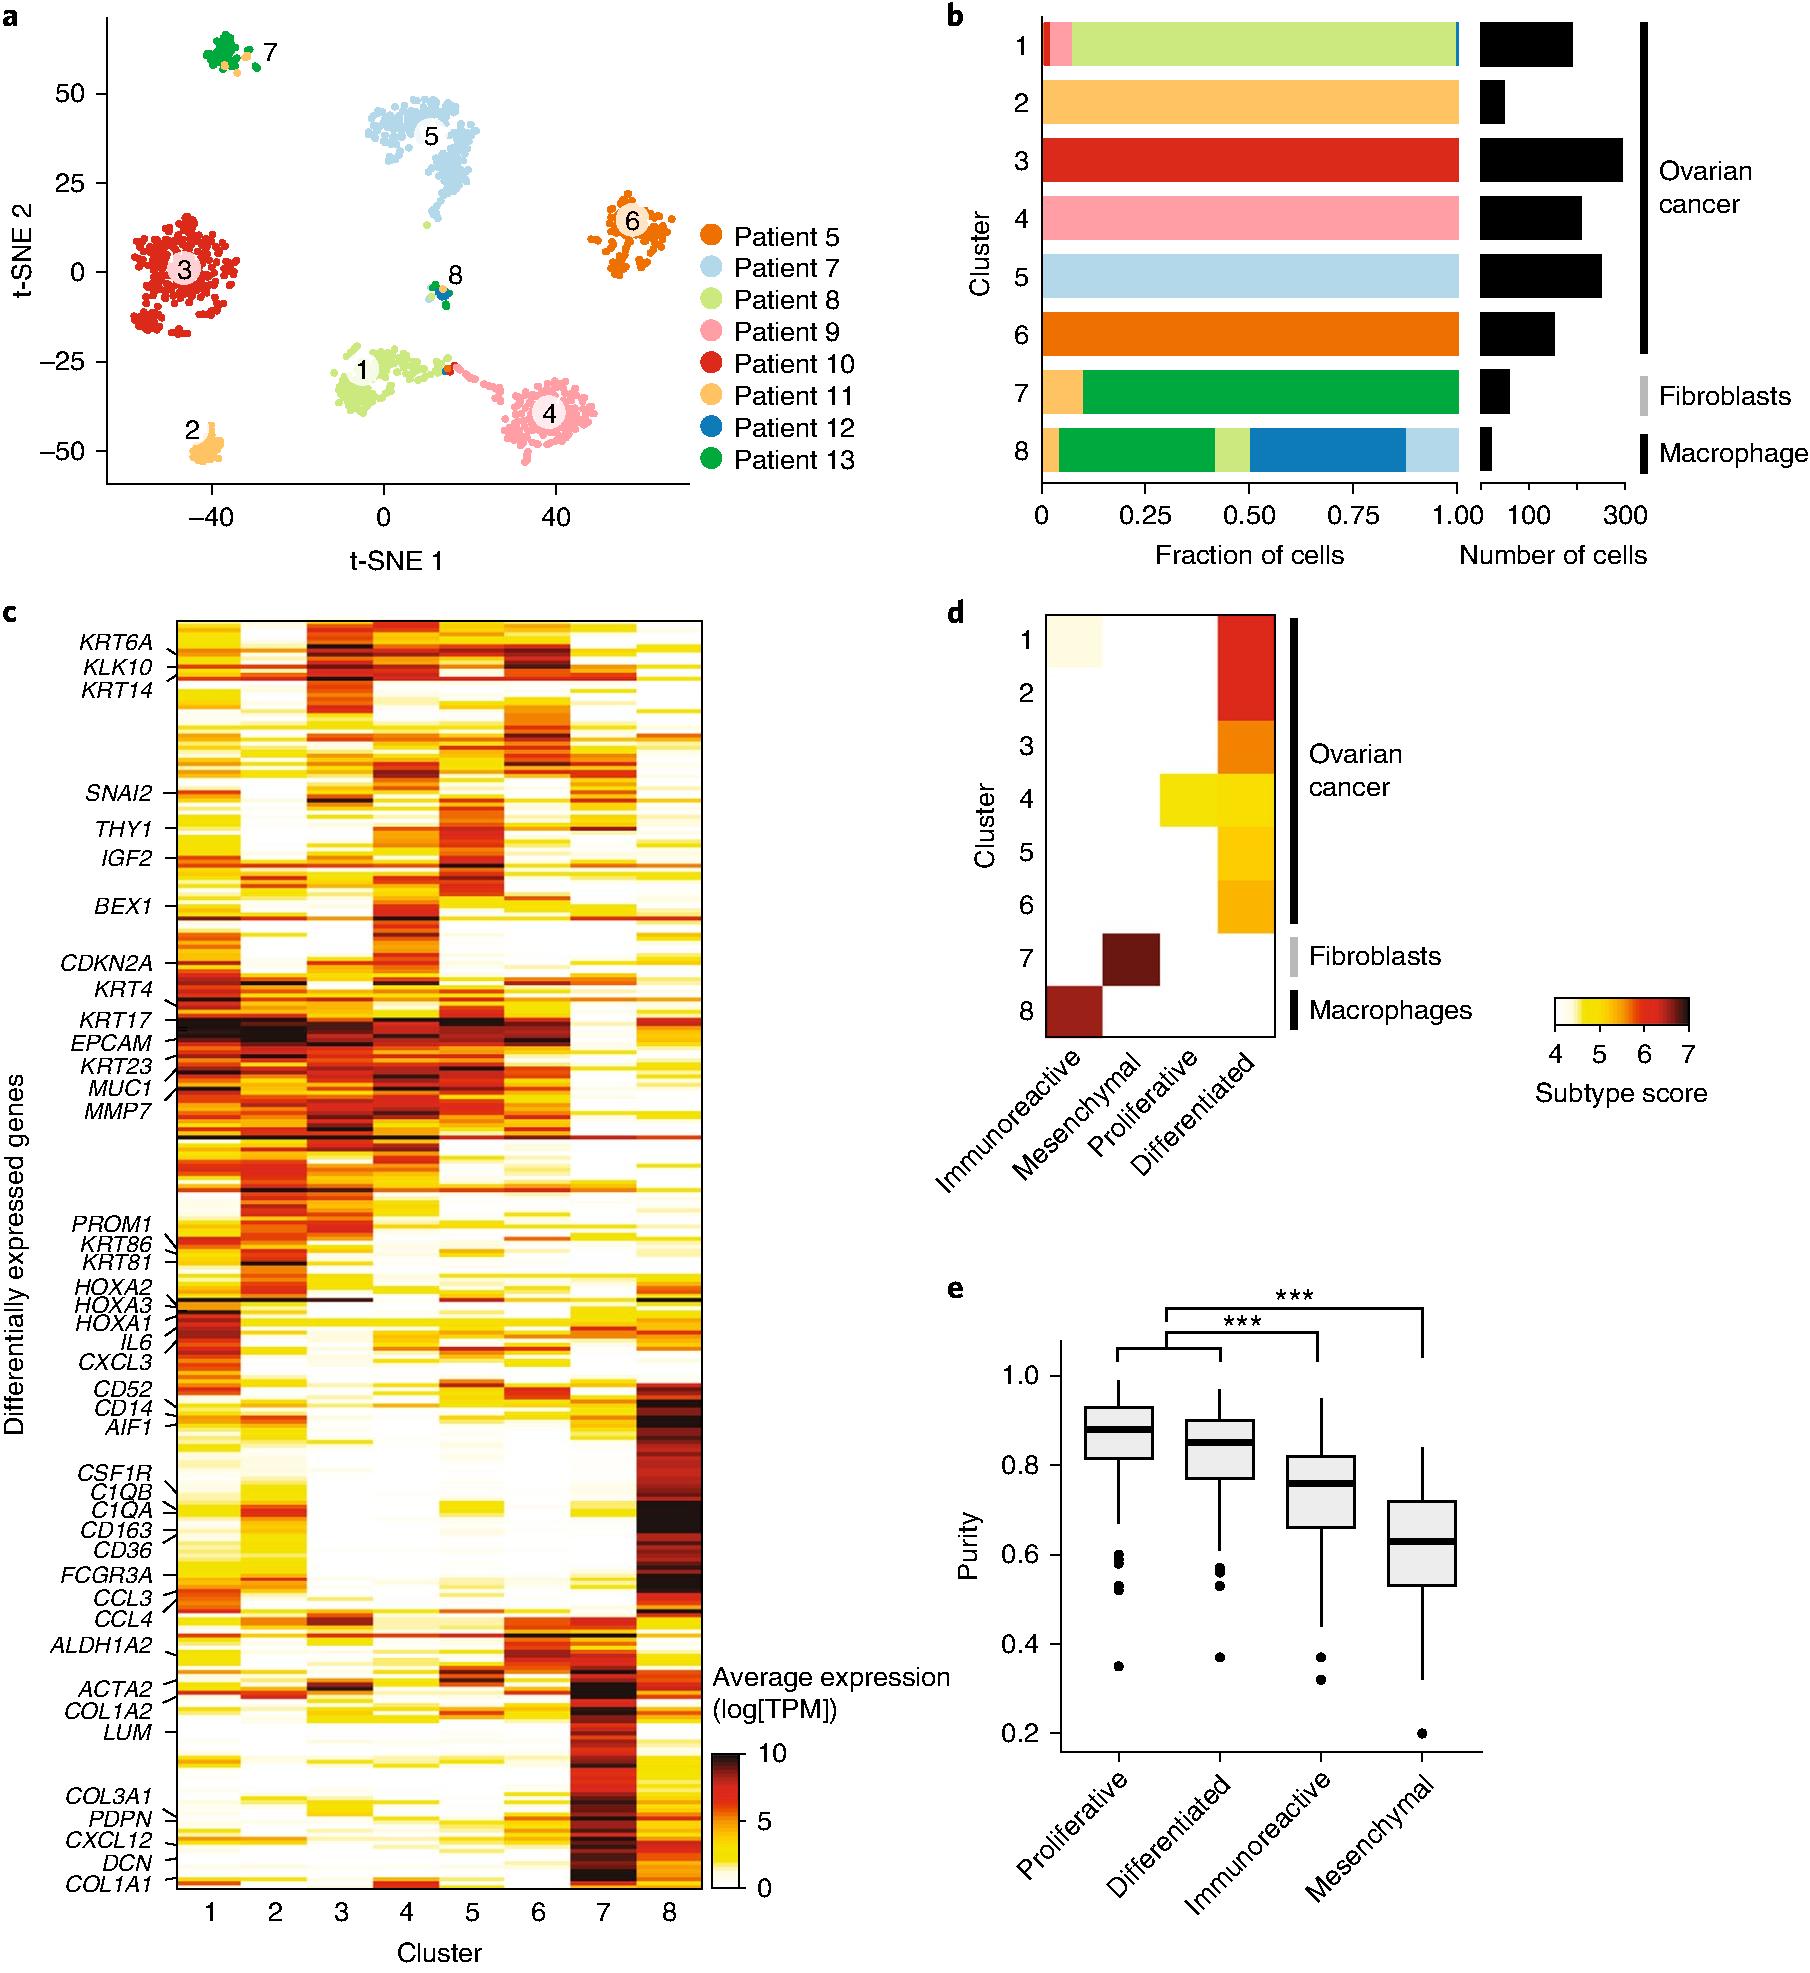 a
50
25
0
−25
−50
t-SNE 2
−40
0
40
t-SNE 1
7
5
6
3
8
1
4
2
Patient 5
Patient 7
Patient 8
Patient 9
Patient 10
Patient 11
Patient 12
Patient 13
b
Cluster
1
2
3
4
5
6
7
8
0
0.25
0.50
0.75
1.00
Fraction of cells
0
100
300
Number of cells
Ovarian
cancer
Fibroblasts
Macrophage
c
Differentially expressed genes
KRT6A
KLK10
KRT14
SNAI2
THY1
IGF2
BEX1
CDKN2A
KRT4
KRT17
EPCAM
KRT23
MUC1
MMP7
PROM1
KRT86
KRT81
HOXA2
HOXA3
HOXA1
IL6
CXCL3
CD52
CD14
AIF1
CSF1R
C1QB
C1QA
CD163
CD36
FCGR3A
CCL3
CCL4
ALDH1A2
ACTA2
COL1A2
LUM
COL3A1
PDPN
CXCL12
DCN
COL1A1
1 2 3 4 5 6 7 8
Cluster
Average expression
(log[TPM])
10
5
0
d
Cluster
1
2
3
4
5
6
7
8
Immunoreactive
Mesenchymal
Proliferative
Differentiated
Ovarian
cancer
Fibroblasts
Macrophages
4 5 6 7
Subtype score
e
***
***
1.0
0.8
0.6
0.4
0.2
Purity
Proliferative
Differentiated
Immunoreactive
Mesenchymal